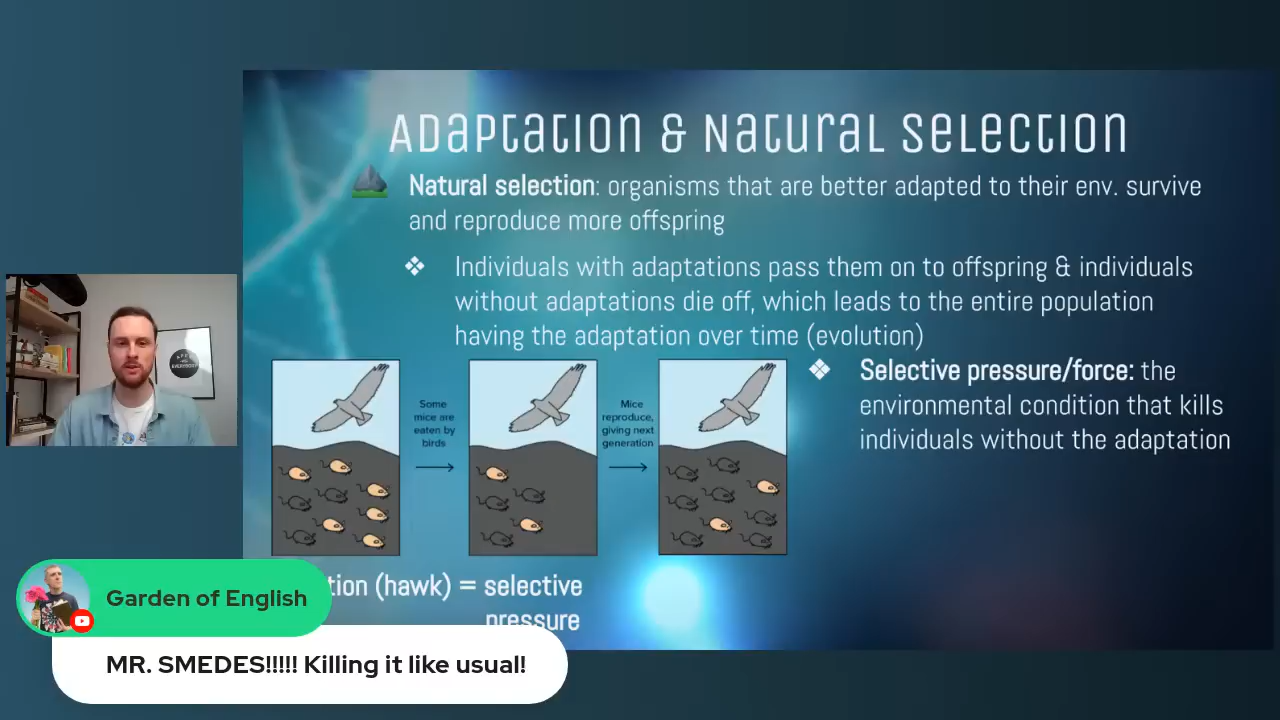 Adaptation & Natural Selection
Natural selection: organisms that are better adapted to their env. survive
and reproduce more offspring
❖ Individuals with adaptations pass them on to offspring & individuals
without adaptations die off, which leads to the entire population
having the adaptation over time (evolution)
Some
mice are
eaten by
birds
Mice
reproduce,
giving next
generation
❖ Selective pressure/force: the
environmental condition that kills
individuals without the adaptation
tion (hawk) = selective
pressure
Garden of English
MR. SMEDES!!!!! Killing it like usual!